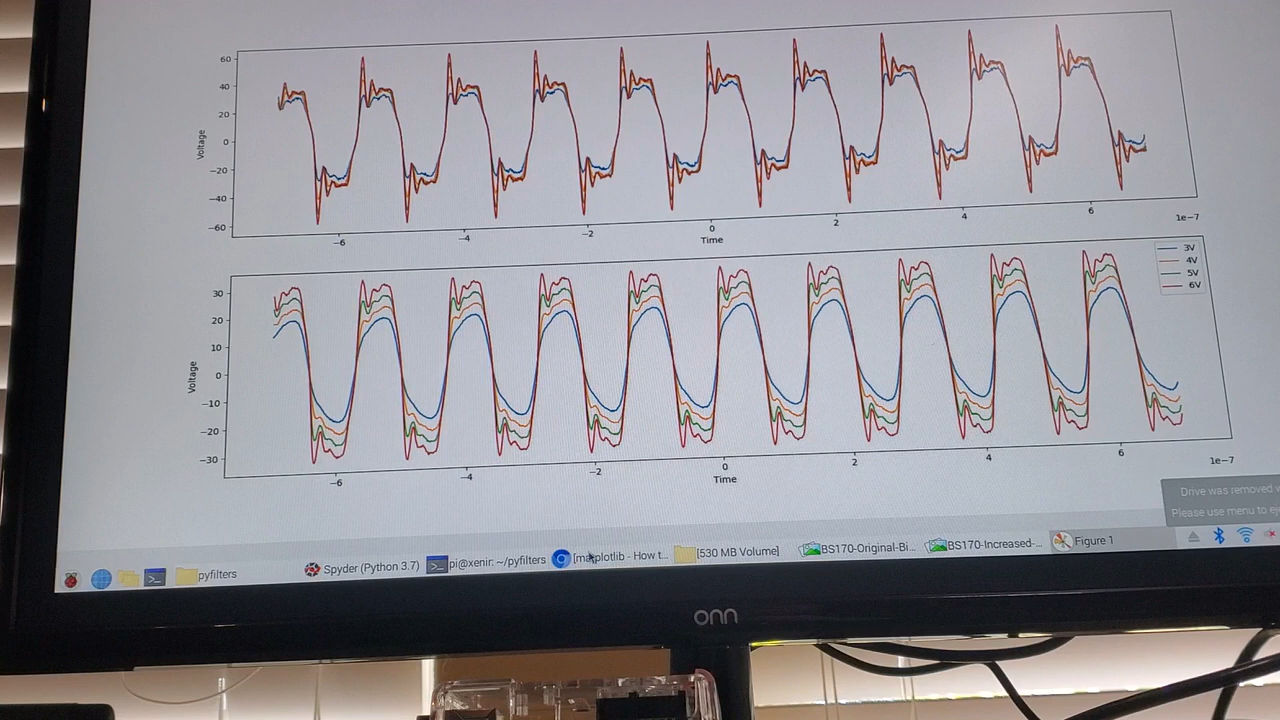 60
40
20
0
−20
−40
−60
Voltage
−6
−4
−2
0
2
4
6
1e−7
Time
30
20
10
0
−10
−20
−30
Voltage
3V
4V
5V
6V
−6
−4
−2
0
2
4
6
1e−7
Time
Drive was removed
Please use menu to eje
pyfilters
Spyder (Python 3.7)
pi@xenir: ~/pyfilters
[matplotlib - How t...
[530 MB Volume]
BS170-Original-Bi...
BS170-Increased-...
Figure 1
onn